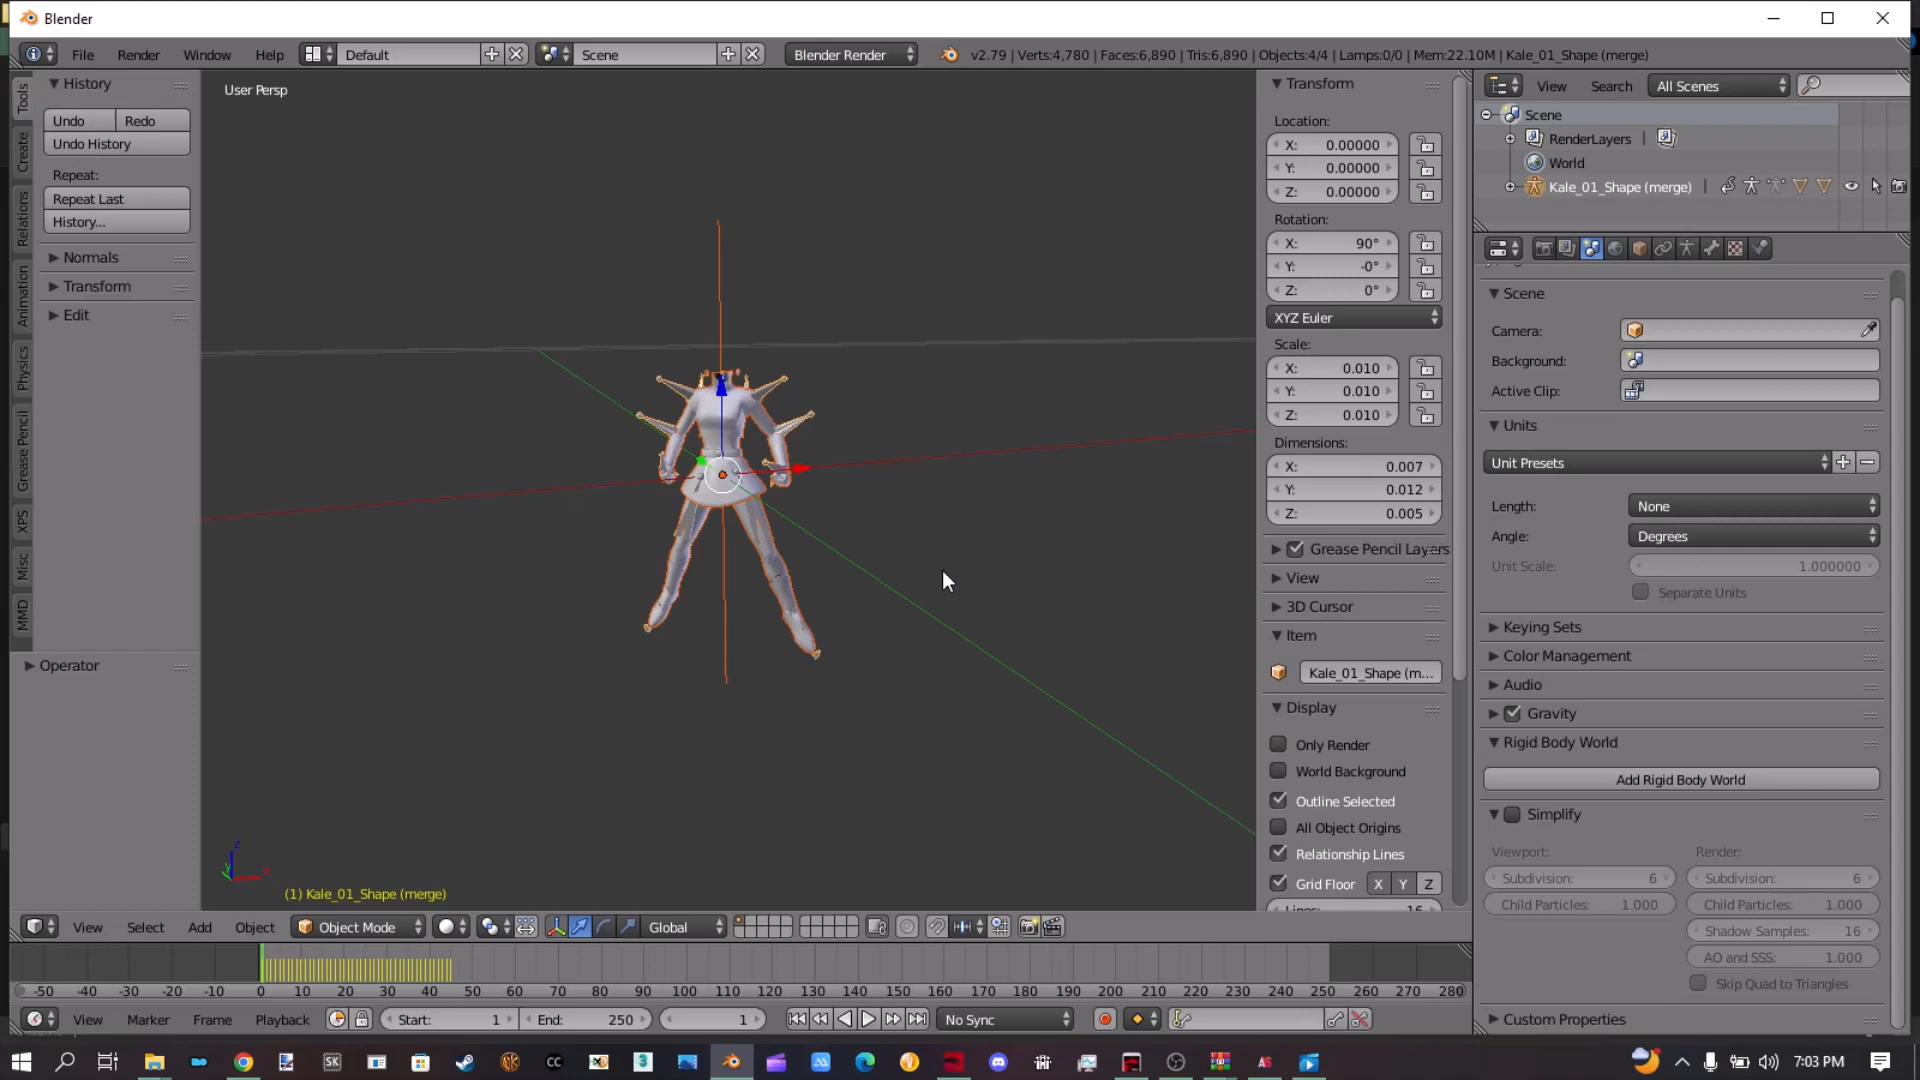 Blender
File Render Window Help Default Scene Blender Render v2.79 | Verts:4,780 | Faces:6,890 | Tris:6,890 | Objects:4/4 | Lamps:0/0 | Mem:22.10M | Kale_01_Shape (merge)
Tools
Create
Relations
Animation
Physics
Grease Pencil
XPS
Misc
MMD
History
Undo Redo
Undo History
Repeat:
Repeat Last
History...
Normals
Transform
Edit
Operator
User Persp
(1) Kale_01_Shape (merge)
Transform
Location:
X: 0.00000
Y: 0.00000
Z: 0.00000
Rotation:
X: 90°
Y: -0°
Z: 0°
XYZ Euler
Scale:
X: 0.010
Y: 0.010
Z: 0.010
Dimensions:
X: 0.007
Y: 0.012
Z: 0.005
Grease Pencil Layers
View
3D Cursor
Item
Kale_01_Shape (m...
Display
Only Render
World Background
Outline Selected
All Object Origins
Relationship Lines
Grid Floor X Y Z
Lines: 16
View Search All Scenes
Scene
RenderLayers |
World
Kale_01_Shape (merge) |
Scene
Camera:
Background:
Active Clip:
Units
Unit Presets
Length: None
Angle: Degrees
Unit Scale: 1.000000
Separate Units
Keying Sets
Color Management
Audio
Gravity
Rigid Body World
Add Rigid Body World
Simplify
Viewport: Render:
Subdivision: 6 Subdivision: 6
Child Particles: 1.000 Child Particles: 1.000
Shadow Samples: 16
AO and SSS: 1.000
Skip Quad to Triangles
Custom Properties
View Select Add Object Object Mode Global
-50 -40 -30 -20 -10 0 10 20 30 40 50 60 70 80 90 100 110 120 130 140 150 160 170 180 190 200 210 220 230 240 250 260 270 280
View Marker Frame Playback Start: 1 End: 250 1 No Sync
SK CC 3 AS 7:03 PM